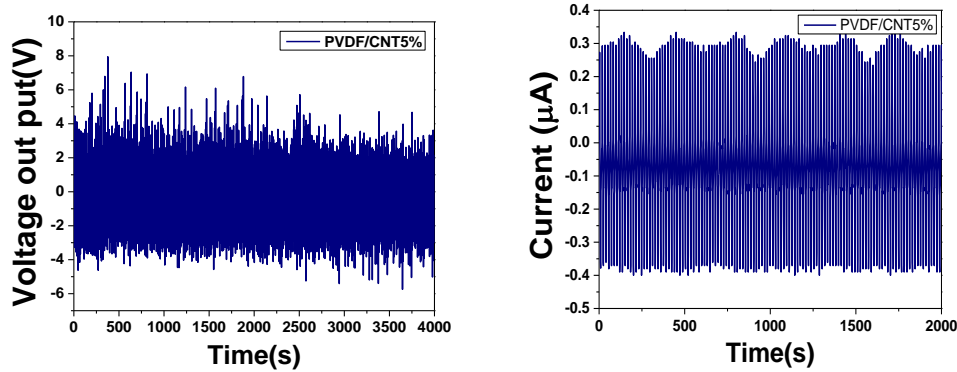 PVDF/CNT5%
Voltage out put(V)
10
8
6
4
2
0
-2
-4
-6
0 500 1000 1500 2000 2500 3000 3500 4000
Time(s)
PVDF/CNT5%
Current (μA)
0.4
0.3
0.2
0.1
0.0
-0.1
-0.2
-0.3
-0.4
-0.5
0 500 1000 1500 2000
Time(s)